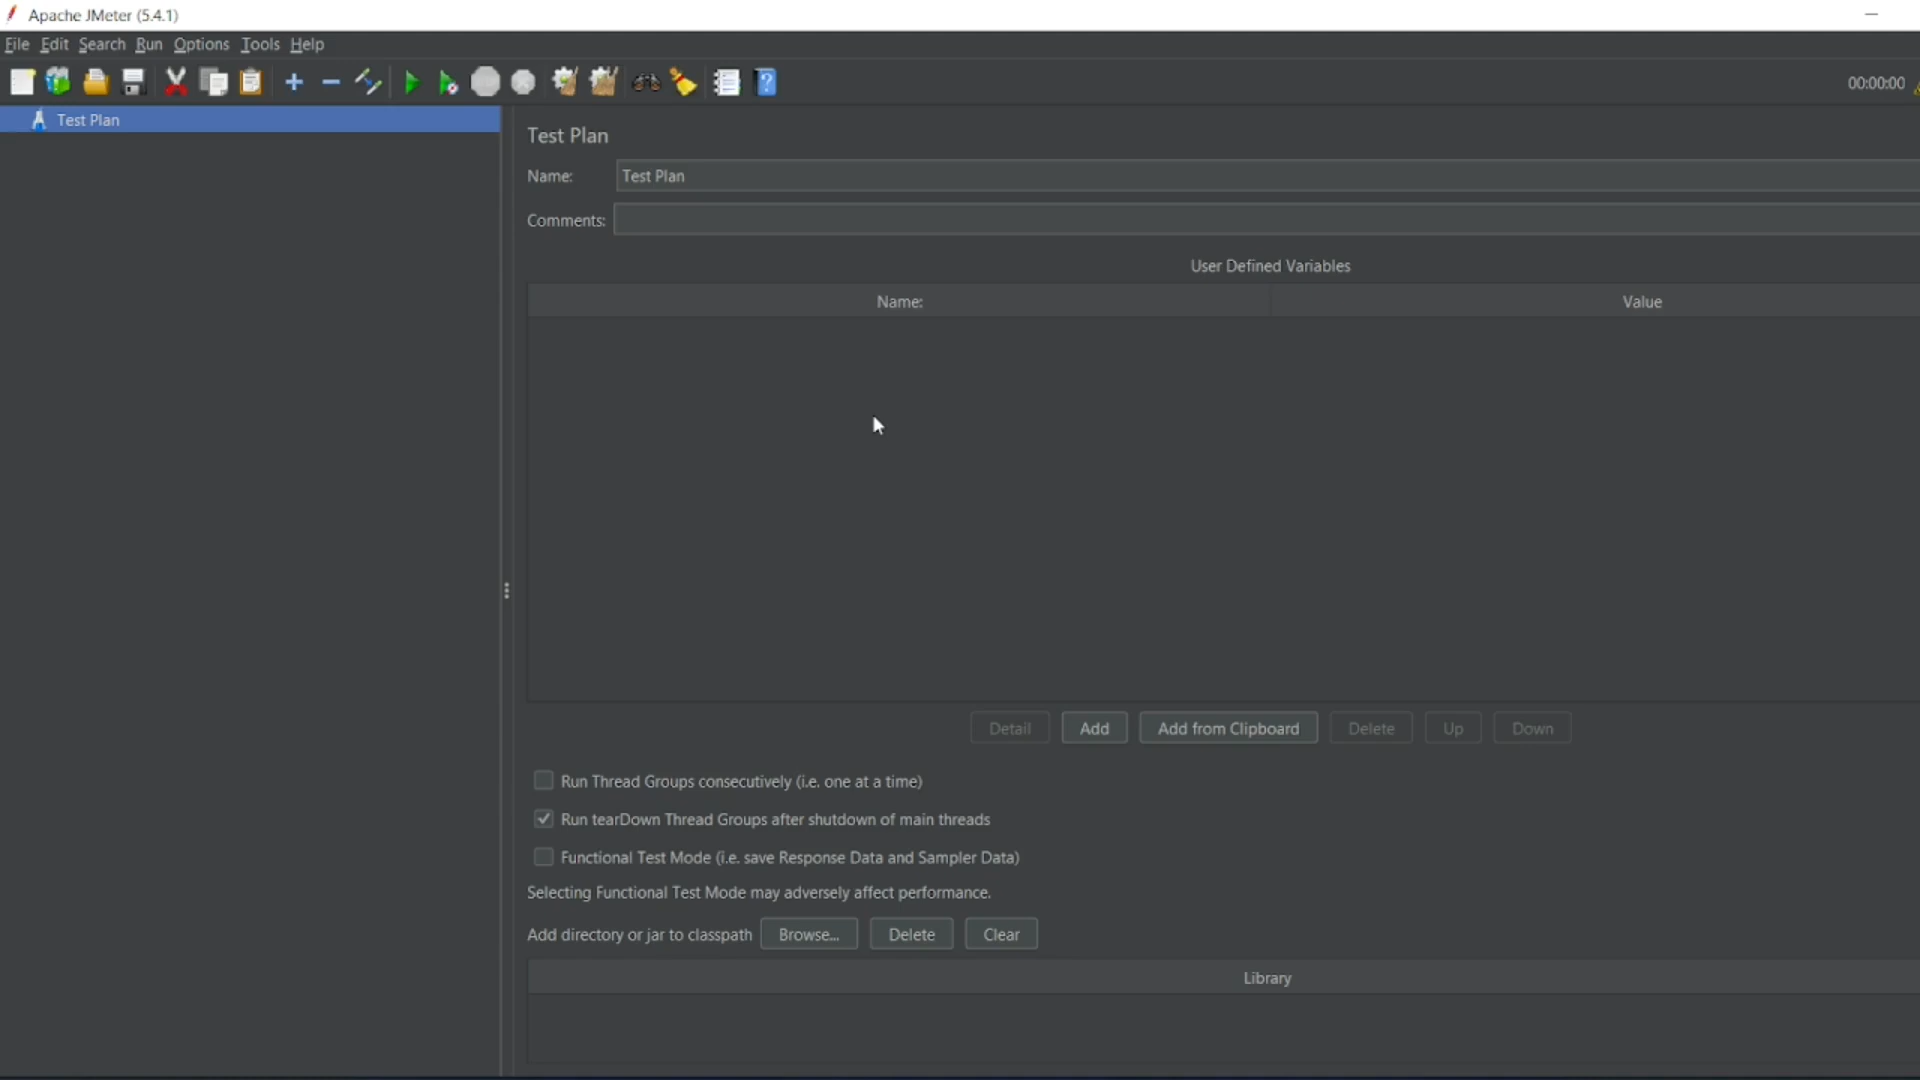 Apache JMeter (5.4.1)
File Edit Search Run Options Tools Help
00:00:00
Test Plan
Test Plan
Name: Test Plan
Comments:
User Defined Variables
Name: Value
Detail Add Add from Clipboard Delete Up Down
Run Thread Groups consecutively (i.e. one at a time)
Run tearDown Thread Groups after shutdown of main threads
Functional Test Mode (i.e. save Response Data and Sampler Data)
Selecting Functional Test Mode may adversely affect performance.
Add directory or jar to classpath Browse... Delete Clear
Library